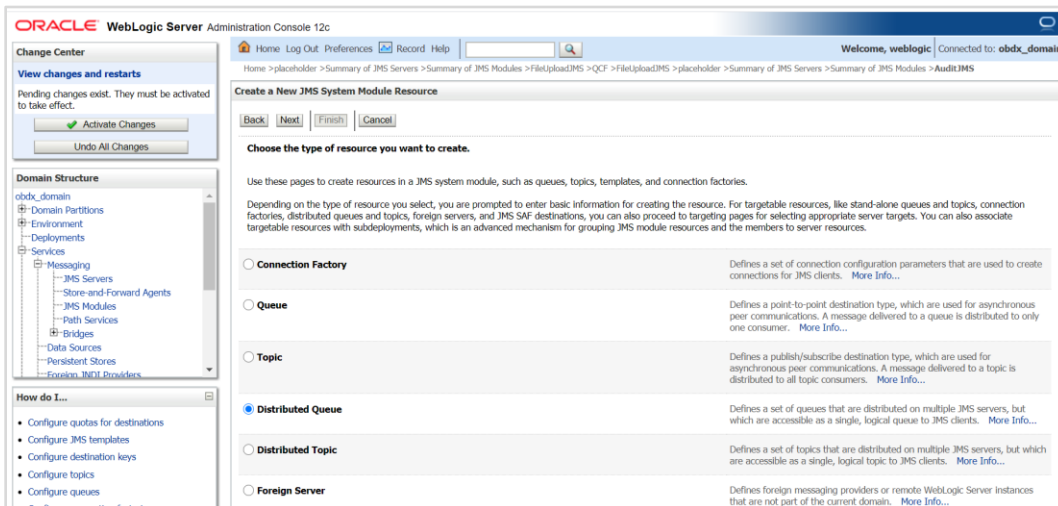 ORACLE WebLogic Server Administration Console 12c
Change Center
View changes and restarts
Pending changes exist. They must be activated
to take effect.
Activate Changes
Undo All Changes
Domain Structure
obdx_domain
Domain Partitions
Environment
Deployments
Services
Messaging
JMS Servers
Store-and-Forward Agents
JMS Modules
Path Services
Bridges
Data Sources
Persistent Stores
Foreign JNDI Providers
How do I...
Configure quotas for destinations
Configure JMS templates
Configure destination keys
Configure topics
Configure queues
Home Log Out Preferences Record Help
Welcome, weblogic Connected to: obdx_domain
Home >placeholder >Summary of JMS Servers >Summary of JMS Modules >FileUploadJMS >QCF >FileUploadJMS >placeholder >Summary of JMS Servers >Summary of JMS Modules >AuditJMS
Create a New JMS System Module Resource
Back Next Finish Cancel
Choose the type of resource you want to create.
Use these pages to create resources in a JMS system module, such as queues, topics, templates, and connection factories.
Depending on the type of resource you select, you are prompted to enter basic information for creating the resource. For targetable resources, like stand-alone queues and topics, connection
factories, distributed queues and topics, foreign servers, and JMS SAF destinations, you can also proceed to targeting pages for selecting appropriate server targets. You can also associate
targetable resources with subdeployments, which is an advanced mechanism for grouping JMS module resources and the members to server resources.
Connection Factory
Defines a set of connection configuration parameters that are used to create
connections for JMS clients. More Info...
Queue
Defines a point-to-point destination type, which are used for asynchronous
peer communications. A message delivered to a queue is distributed to only
one consumer. More Info...
Topic
Defines a publish/subscribe destination type, which are used for
asynchronous peer communications. A message delivered to a topic is
distributed to all topic consumers. More Info...
Distributed Queue
Defines a set of queues that are distributed on multiple JMS servers, but
which are accessible as a single, logical queue to JMS clients. More Info...
Distributed Topic
Defines a set of topics that are distributed on multiple JMS servers, but which
are accessible as a single, logical topic to JMS clients. More Info...
Foreign Server
Defines foreign messaging providers or remote WebLogic Server instances
that are not part of the current domain. More Info...